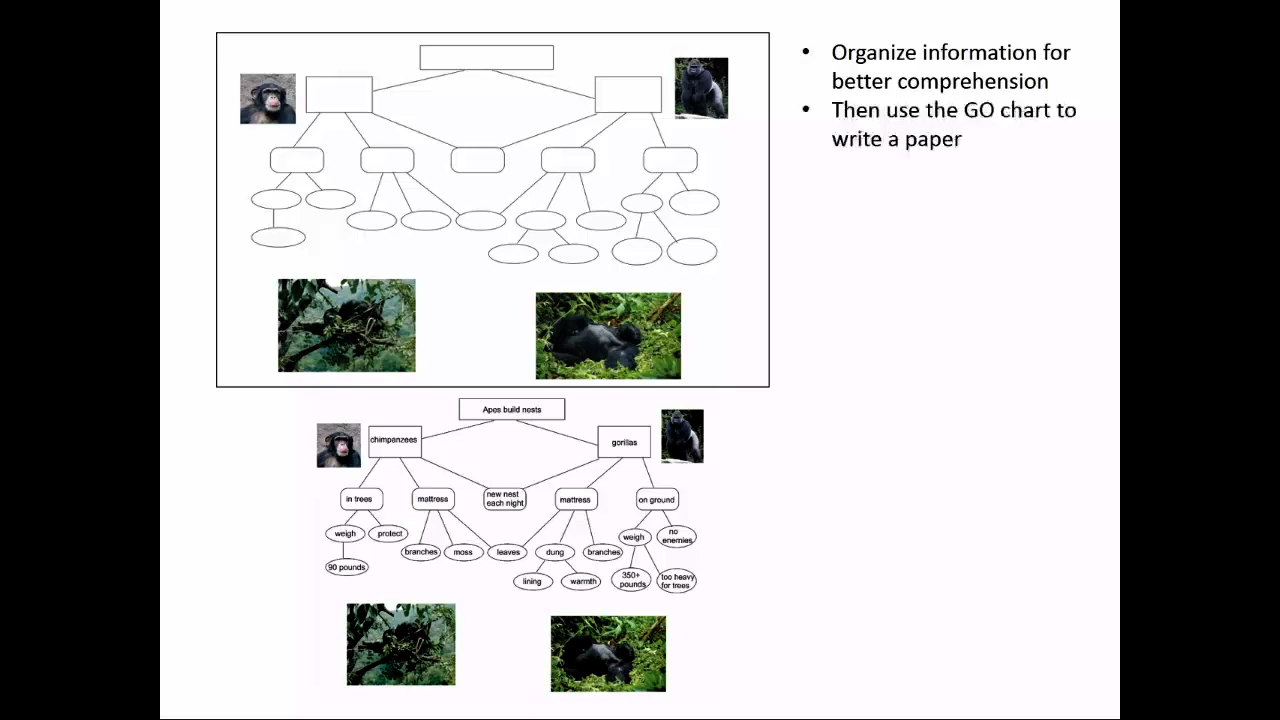 • Organize information for
better comprehension
• Then use the GO chart to
write a paper
Apes build nests
chimpanzees
gorillas
in trees
mattress
new nest
each night
mattress
on ground
weigh
protect
branches
moss
leaves
dung
branches
weigh
no
enemies
90 pounds
lining
warmth
350+
pounds
too heavy
for trees